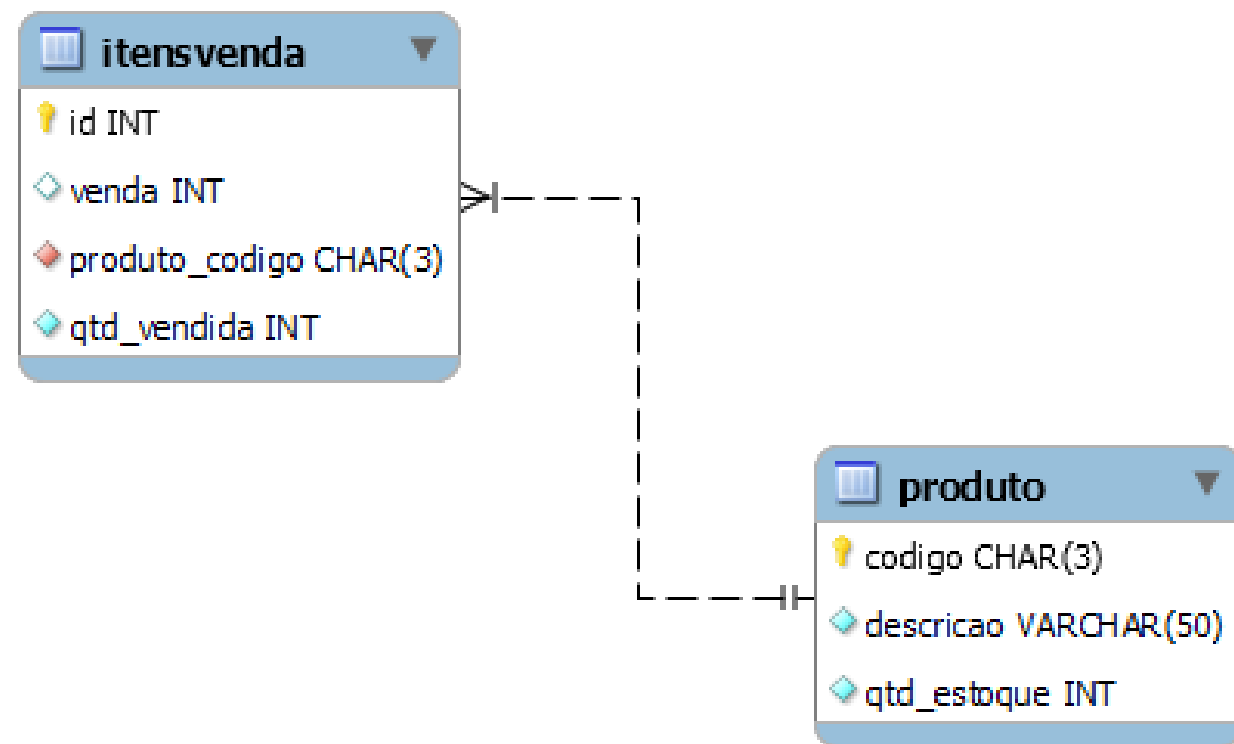 itensvenda
id INT
venda INT
produto_codigo CHAR(3)
qtd_vendida INT
produto
codigo CHAR(3)
descricao VARCHAR(50)
qtd_estoque INT